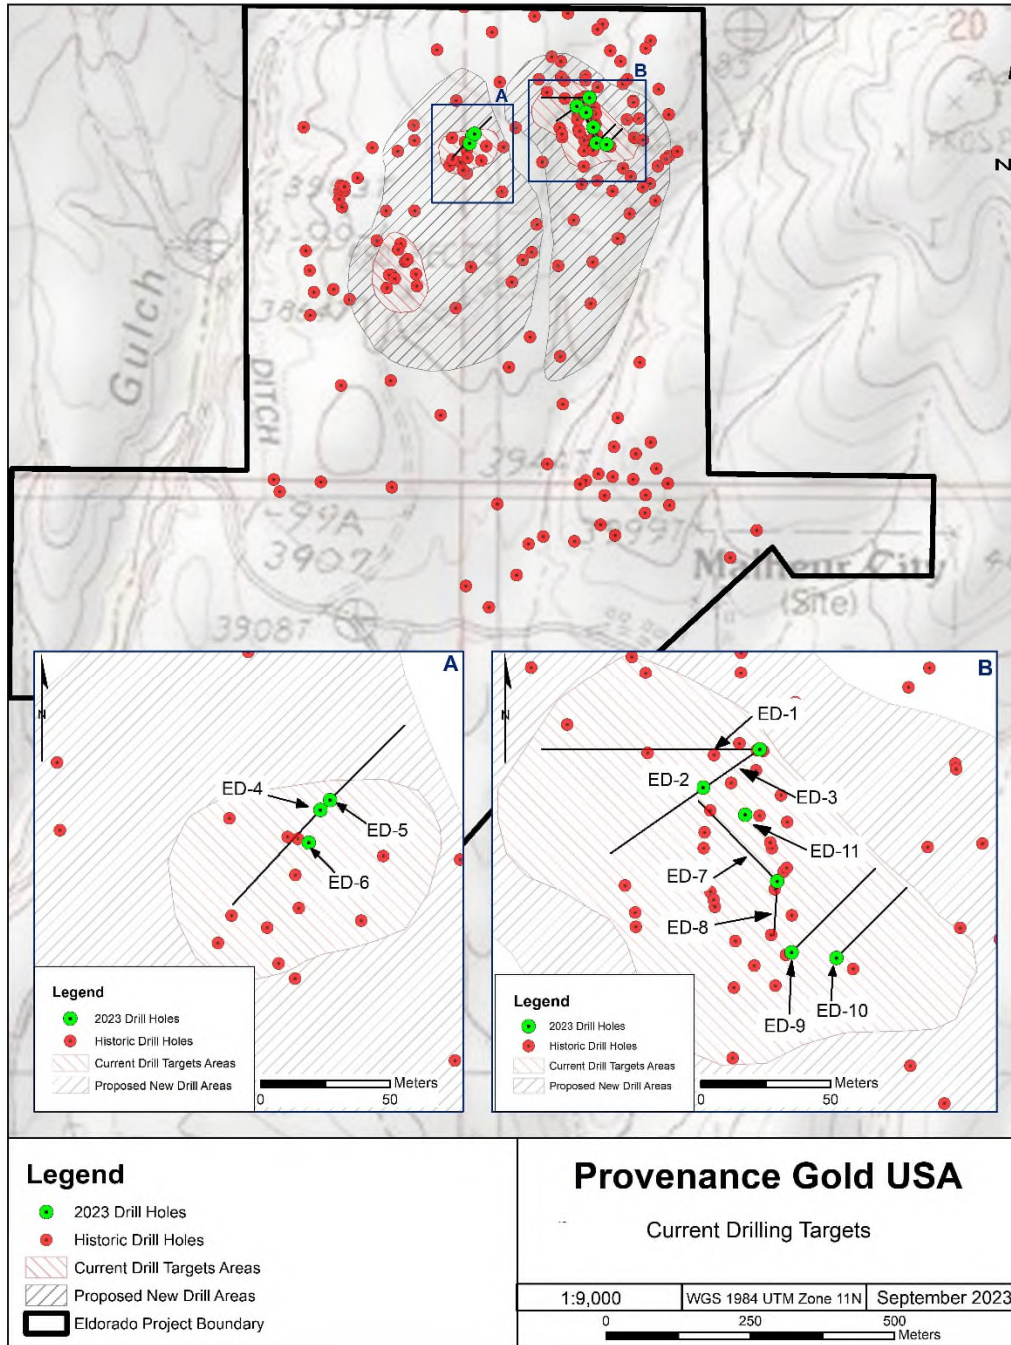 20
A
B
N
Gulch
DITCH
399A
3907
39087
Malheur City
(Site)
A
N
ED-4
ED-5
ED-6
Legend
2023 Drill Holes
Historic Drill Holes
Current Drill Targets Areas
Proposed New Drill Areas
Meters
0 50
B
N
ED-1
ED-2
ED-3
ED-11
ED-7
ED-8
ED-9
ED-10
Legend
2023 Drill Holes
Historic Drill Holes
Current Drill Targets Areas
Proposed New Drill Areas
Meters
0 50
Legend
2023 Drill Holes
Historic Drill Holes
Current Drill Targets Areas
Proposed New Drill Areas
Eldorado Project Boundary
Provenance Gold USA
Current Drilling Targets
1:9,000 WGS 1984 UTM Zone 11N September 2023
0 250 500
Meters